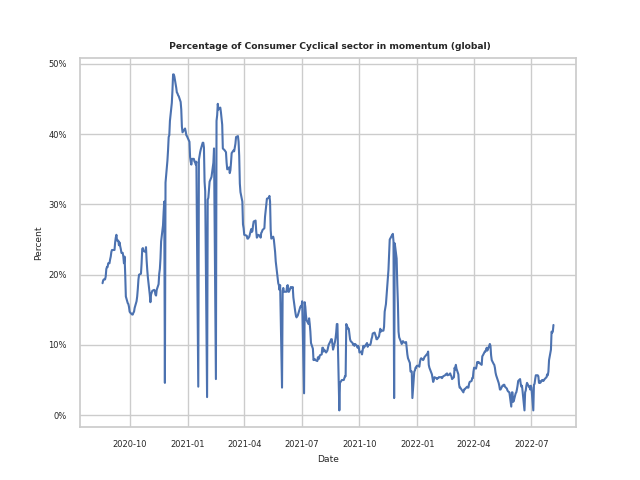 Percentage of Consumer Cyclical sector in momentum (global)
50%
40%
30%
20%
10%
0%
Percent
2020-10 2021-01 2021-04 2021-07 2021-10 2022-01 2022-04 2022-07
Date